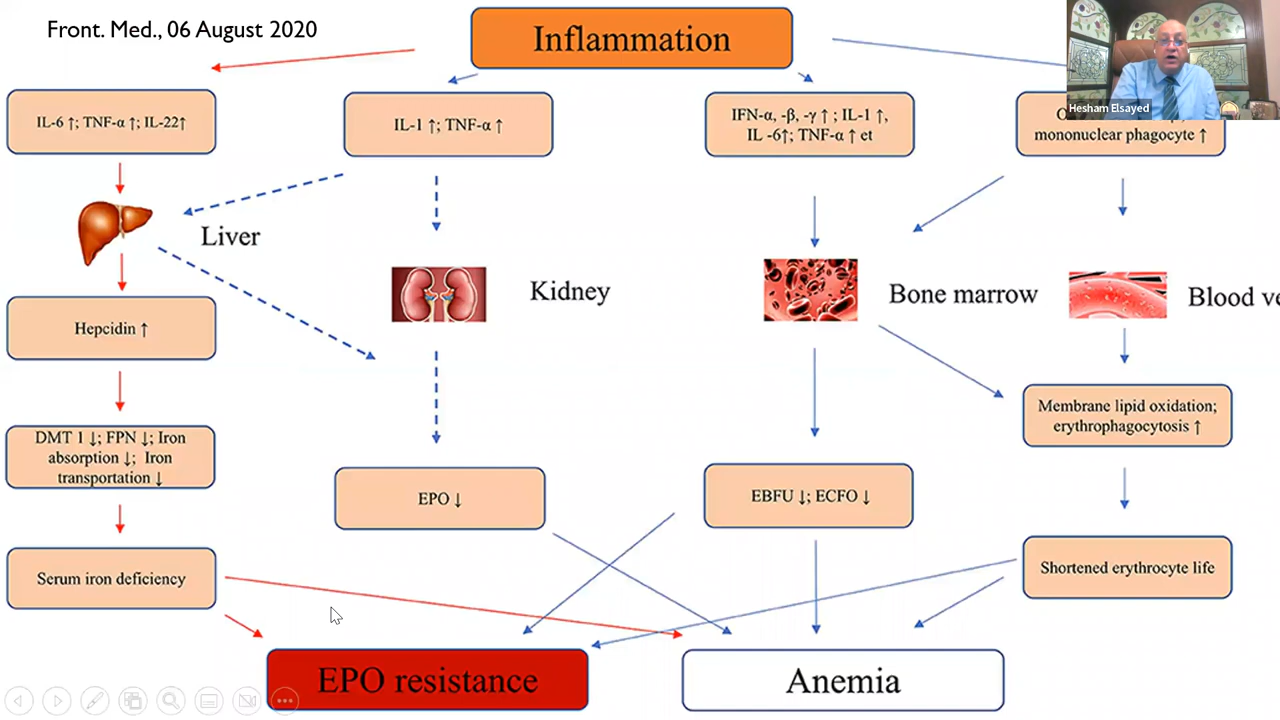 Front. Med., 06 August 2020
Inflammation
Hesham Elsayed
IL-6 ↑; TNF-α ↑; IL-22↑
IL-1 ↑; TNF-α ↑
IFN-α, -β, -γ ↑ ; IL-1 ↑,
IL -6↑; TNF-α ↑ et
mononuclear phagocyte ↑
Liver
Kidney
Bone marrow
Blood
Hepcidin ↑
DMT 1 ↓; FPN ↓; Iron
absorption ↓; Iron
transportation ↓
Membrane lipid oxidation;
erythrophagocytosis ↑
EPO ↓
EBFU ↓; ECFO ↓
Serum iron deficiency
Shortened erythrocyte life
EPO resistance
Anemia